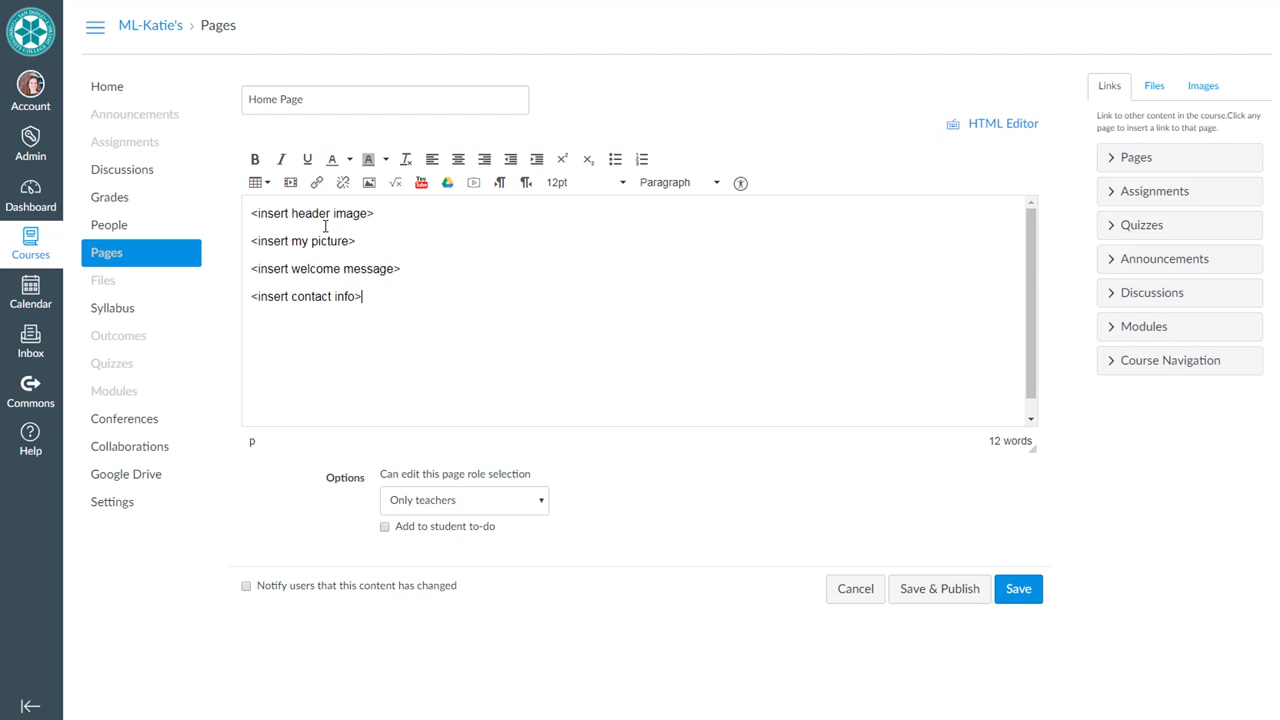 ML-Katie's › Pages
Account
Admin
Dashboard
Courses
Calendar
Inbox
Commons
Help
Home
Announcements
Assignments
Discussions
Grades
People
Pages
Files
Syllabus
Outcomes
Quizzes
Modules
Conferences
Collaborations
Google Drive
Settings
Home Page
HTML Editor
12pt
Paragraph
<insert header image>
<insert my picture>
<insert welcome message>
<insert contact info>
p
12 words
Options
Can edit this page role selection
Only teachers
Add to student to-do
Notify users that this content has changed
Cancel
Save & Publish
Save
Links Files Images
Link to other content in the course.Click any
page to insert a link to that page.
Pages
Assignments
Quizzes
Announcements
Discussions
Modules
Course Navigation